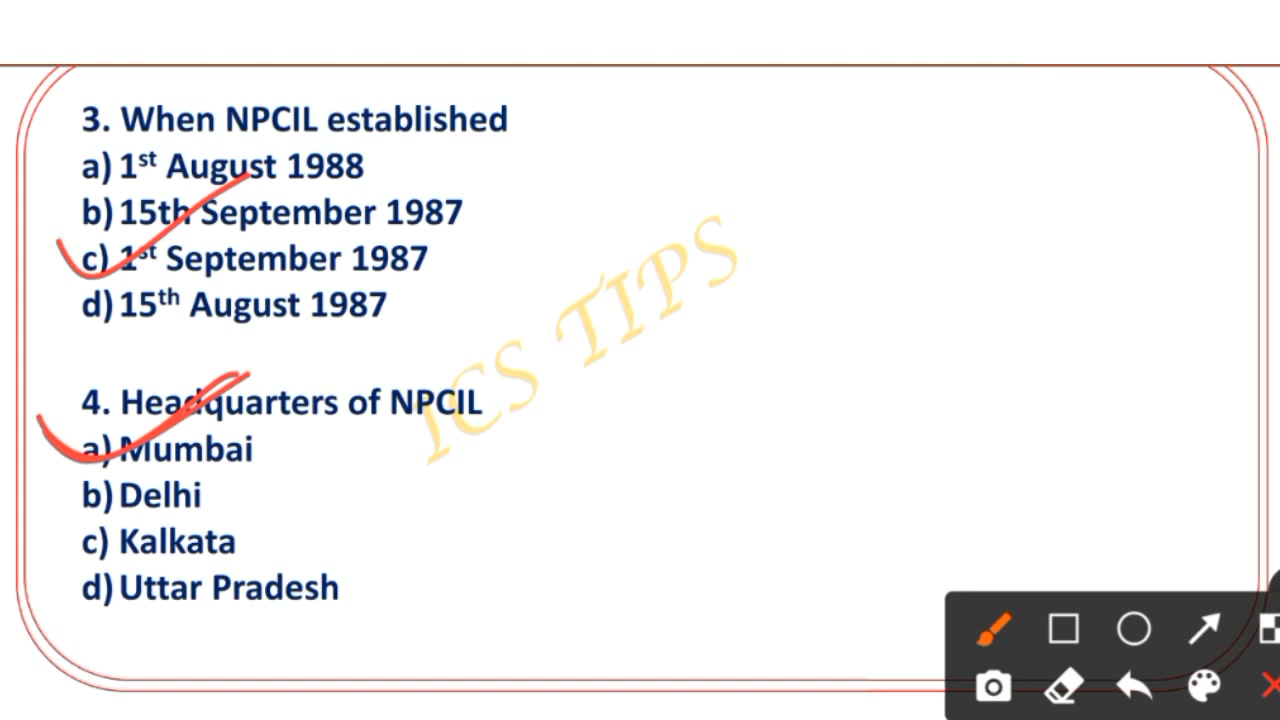 3. When NPCIL established
a) 1st August 1988
b) 15th September 1987
c) 1st September 1987
d) 15th August 1987
4. Headquarters of NPCIL
a) Mumbai
b) Delhi
c) Kalkata
d) Uttar Pradesh
ICS TIPS